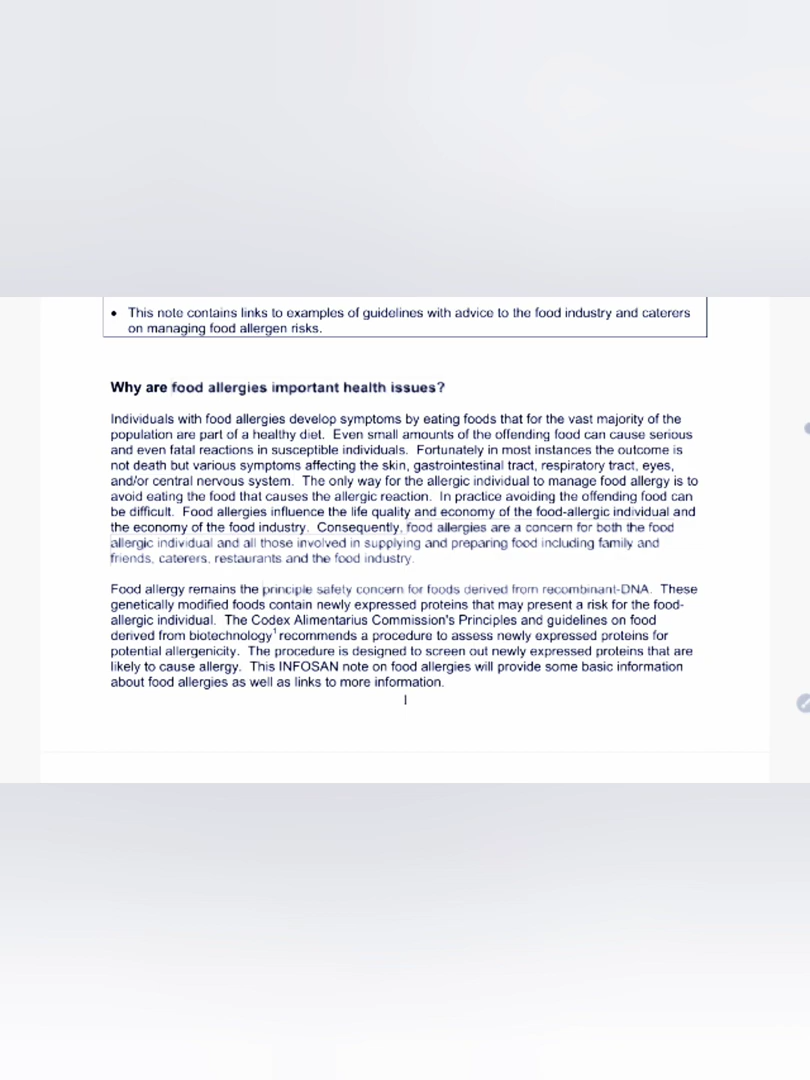 • This note contains links to examples of guidelines with advice to the food industry and caterers
on managing food allergen risks.
Why are food allergies important health issues?
Individuals with food allergies develop symptoms by eating foods that for the vast majority of the
population are part of a healthy diet. Even small amounts of the offending food can cause serious
and even fatal reactions in susceptible individuals. Fortunately in most instances the outcome is
not death but various symptoms affecting the skin, gastrointestinal tract, respiratory tract, eyes,
and/or central nervous system. The only way for the allergic individual to manage food allergy is to
avoid eating the food that causes the allergic reaction. In practice avoiding the offending food can
be difficult. Food allergies influence the life quality and economy of the food-allergic individual and
the economy of the food industry. Consequently, food allergies are a concern for both the food
allergic individual and all those involved in supplying and preparing food including family and
friends, caterers, restaurants and the food industry.
Food allergy remains the principle safety concern for foods derived from recombinant-DNA. These
genetically modified foods contain newly expressed proteins that may present a risk for the food-
allergic individual. The Codex Alimentarius Commission's Principles and guidelines on food
derived from biotechnology¹ recommends a procedure to assess newly expressed proteins for
potential allergenicity. The procedure is designed to screen out newly expressed proteins that are
likely to cause allergy. This INFOSAN note on food allergies will provide some basic information
about food allergies as well as links to more information.
1